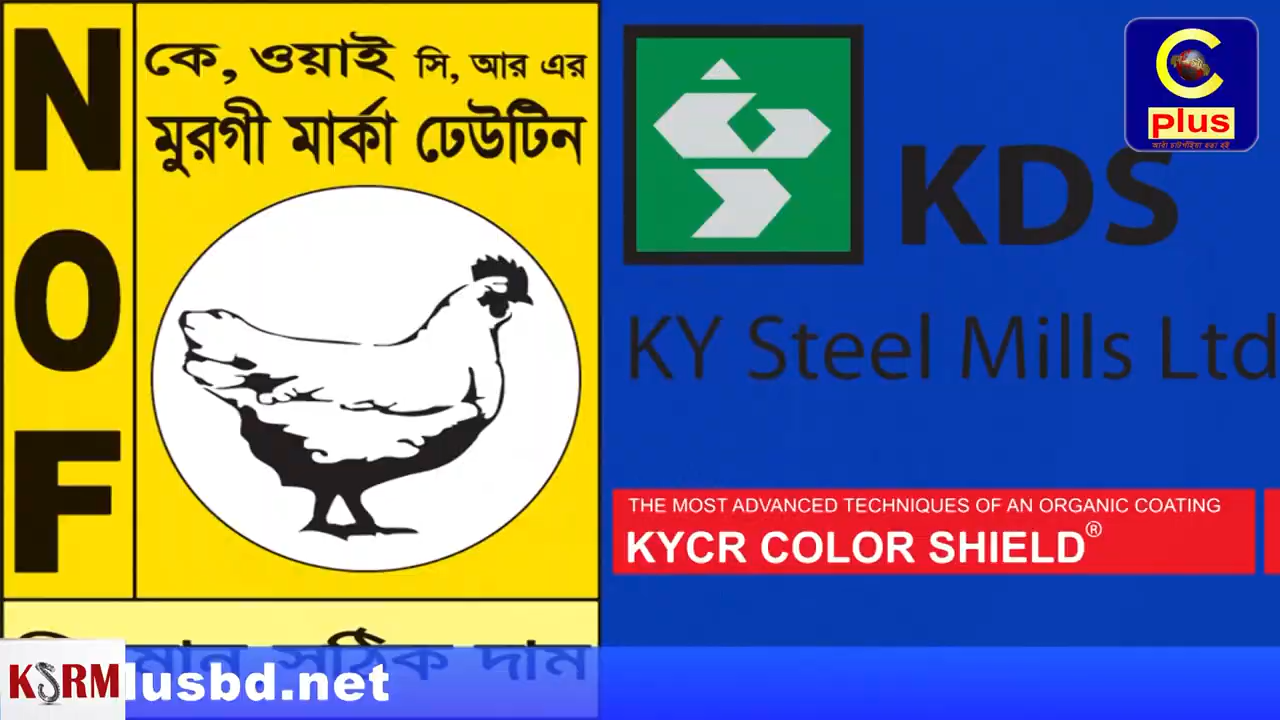 NOF
কে, ওয়াই সি, আর এর
মুরগী মার্কা ঢেউটিন
C
plus
KDS
KY Steel Mills Ltd
THE MOST ADVANCED TECHNIQUES OF AN ORGANIC COATING
KYCR COLOR SHIELD®
মান সঠিক দাম
KSRM
lusbd.net